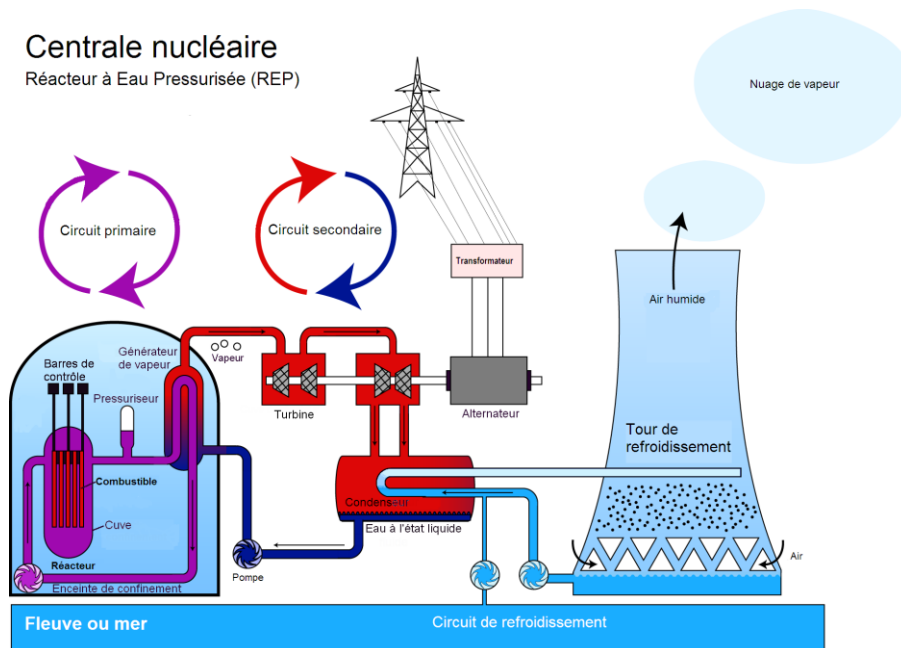 Centrale nucléaire
Réacteur à Eau Pressurisée (REP)
Nuage de vapeur
Circuit primaire
Circuit secondaire
Transformateur
Air humide
Générateur
de vapeur
Vapeur
Barres de
contrôle
Pressuriseur
Turbine
Alternateur
Tour de
refroidissement
Combustible
Cuve
Eau à l'état liquide
Réacteur
Pompe
Air
Enceinte de confinement
Fleuve ou mer
Circuit de refroidissement